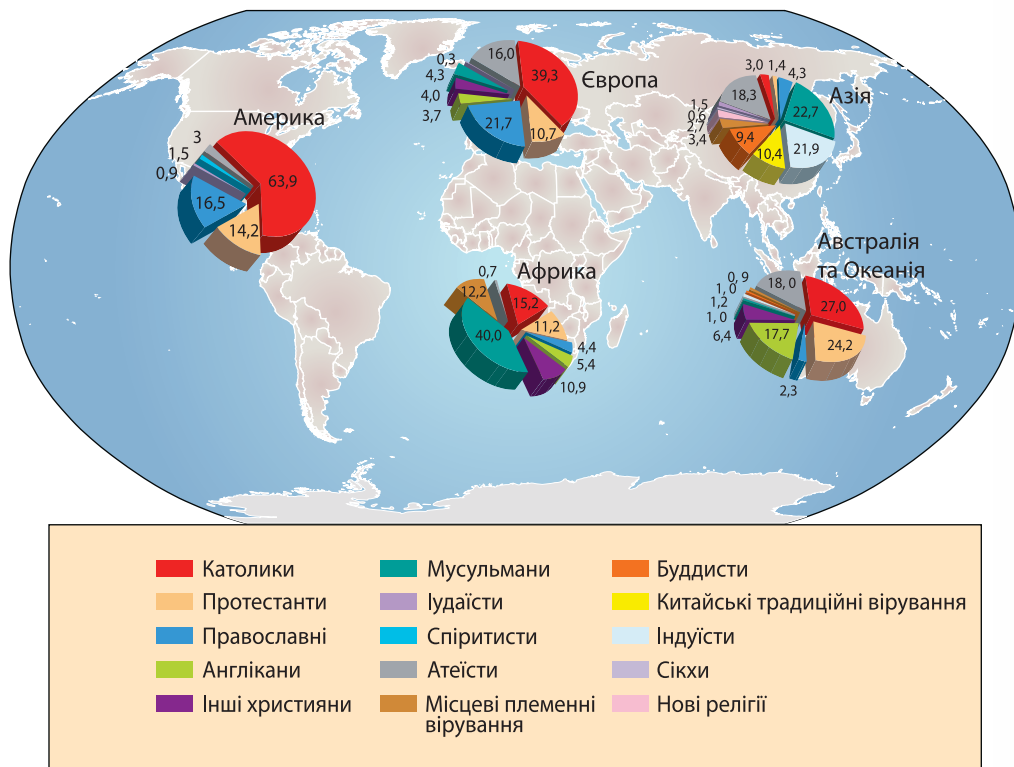 Америка
3
1,5
0,9
16,5
14,2
63,9
Європа
0,3
4,3
4,0
3,7
16,0
39,3
21,7
10,7
Азія
3,0
1,4
4,3
18,3
22,7
1,5
0,6
2,7
3,4
9,4
10,4
21,9
Африка
0,7
12,2
15,2
11,2
40,0
4,4
5,4
10,9
Австралія
та Океанія
0, 9
1, 0
1,2
1, 0
6,4
18, 0
27,0
17,7
24,2
2,3
Католики
Протестанти
Православні
Англікани
Інші християни
Мусульмани
Іудаїсти
Спіритисти
Атеїсти
Місцеві племенні
вірування
Буддисти
Китайські традиційні вірування
Індуїсти
Сікхи
Нові релігії